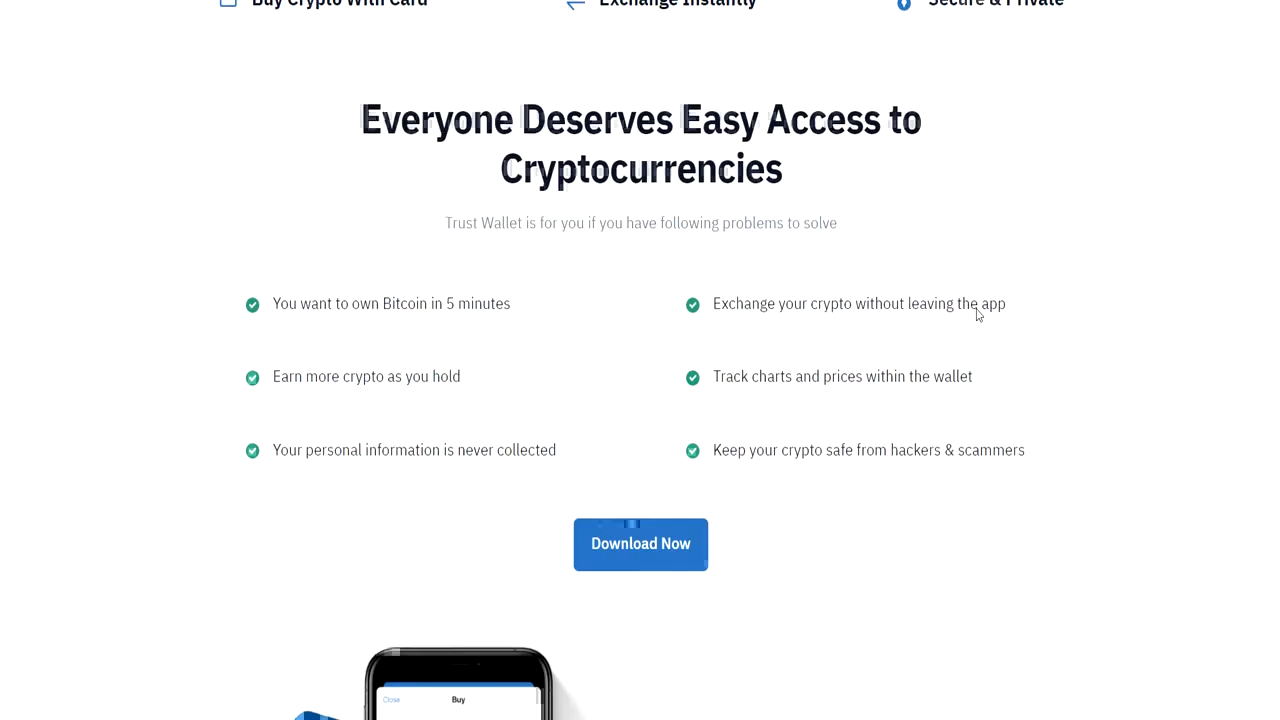 Buy Crypto With Card
Exchange Instantly
Secure & Private
Everyone Deserves Easy Access to
Cryptocurrencies
Trust Wallet is for you if you have following problems to solve
You want to own Bitcoin in 5 minutes
Exchange your crypto without leaving the app
Earn more crypto as you hold
Track charts and prices within the wallet
Your personal information is never collected
Keep your crypto safe from hackers & scammers
Download Now
Close
Buy